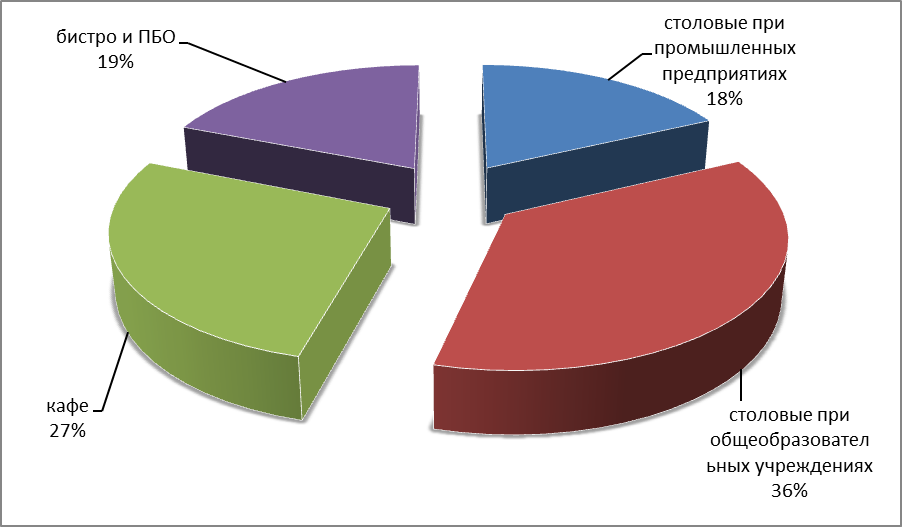 бистро и ПБО
19%
столовые при
промышленных
предприятиях
18%
кафе
27%
столовые при
общеобразовател
ьных учреждениях
36%